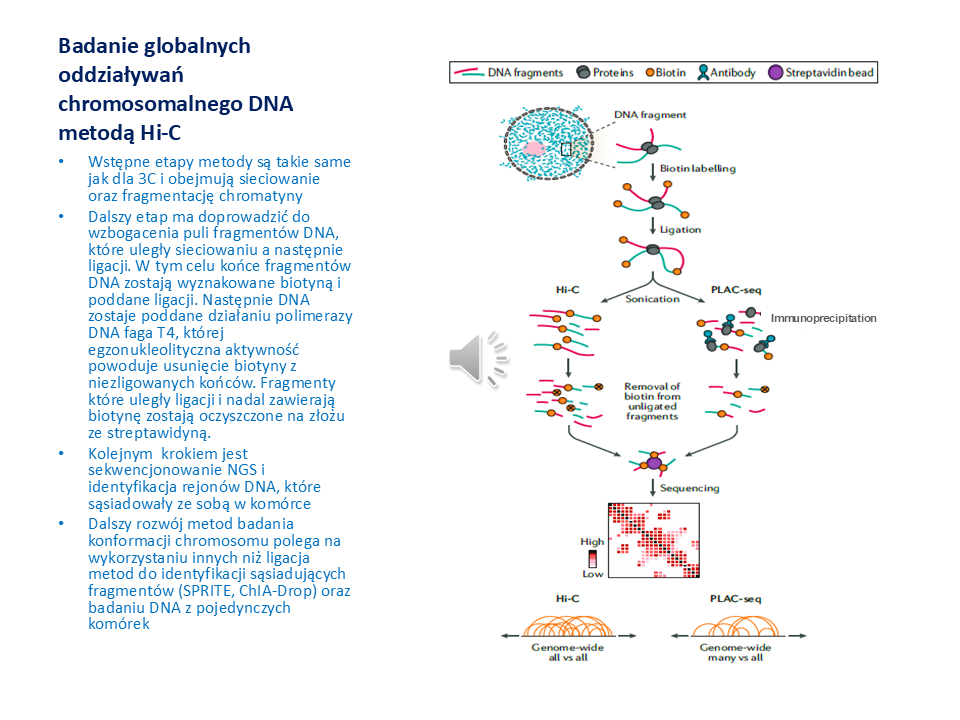 Badanie globalnych
oddziaływań
chromosomalnego DNA
metodą Hi-C
• Wstępne etapy metody są takie same
jak dla 3C i obejmują sieciowanie
oraz fragmentację chromatyny
• Dalszy etap ma doprowadzić do
wzbogacenia puli fragmentów DNA,
które uległy sieciowaniu a następnie
ligacji. W tym celu końce fragmentów
DNA zostają wyznakowane biotyną i
poddane ligacji. Następnie DNA
zostaje poddane działaniu polimerazy
DNA faga T4, której
egzonukleolityczna aktywność
powoduje usunięcie biotyny z
niezligowanych końców. Fragmenty
które uległy ligacji i nadal zawierają
biotynę zostają oczyszczone na złożu
ze streptawidyną.
• Kolejnym krokiem jest
sekwencjonowanie NGS i
identyfikacja rejonów DNA, które
sąsiadowały ze sobą w komórce
• Dalszy rozwój metod badania
konformacji chromosomu polega na
wykorzystaniu innych niż ligacja
metod do identyfikacji sąsiadujących
fragmentów (SPRITE, ChIA-Drop) oraz
badaniu DNA z pojedynczych
komórek
DNA fragments Proteins Biotin Antibody Streptavidin bead
DNA fragment
Biotin labelling
Ligation
Hi-C PLAC-seq
Sonication
Immunoprecipitation
Removal of
biotin from
unligated
fragments
Sequencing
High
Low
Hi-C PLAC-seq
Genome-wide
all vs all
Genome-wide
many vs all